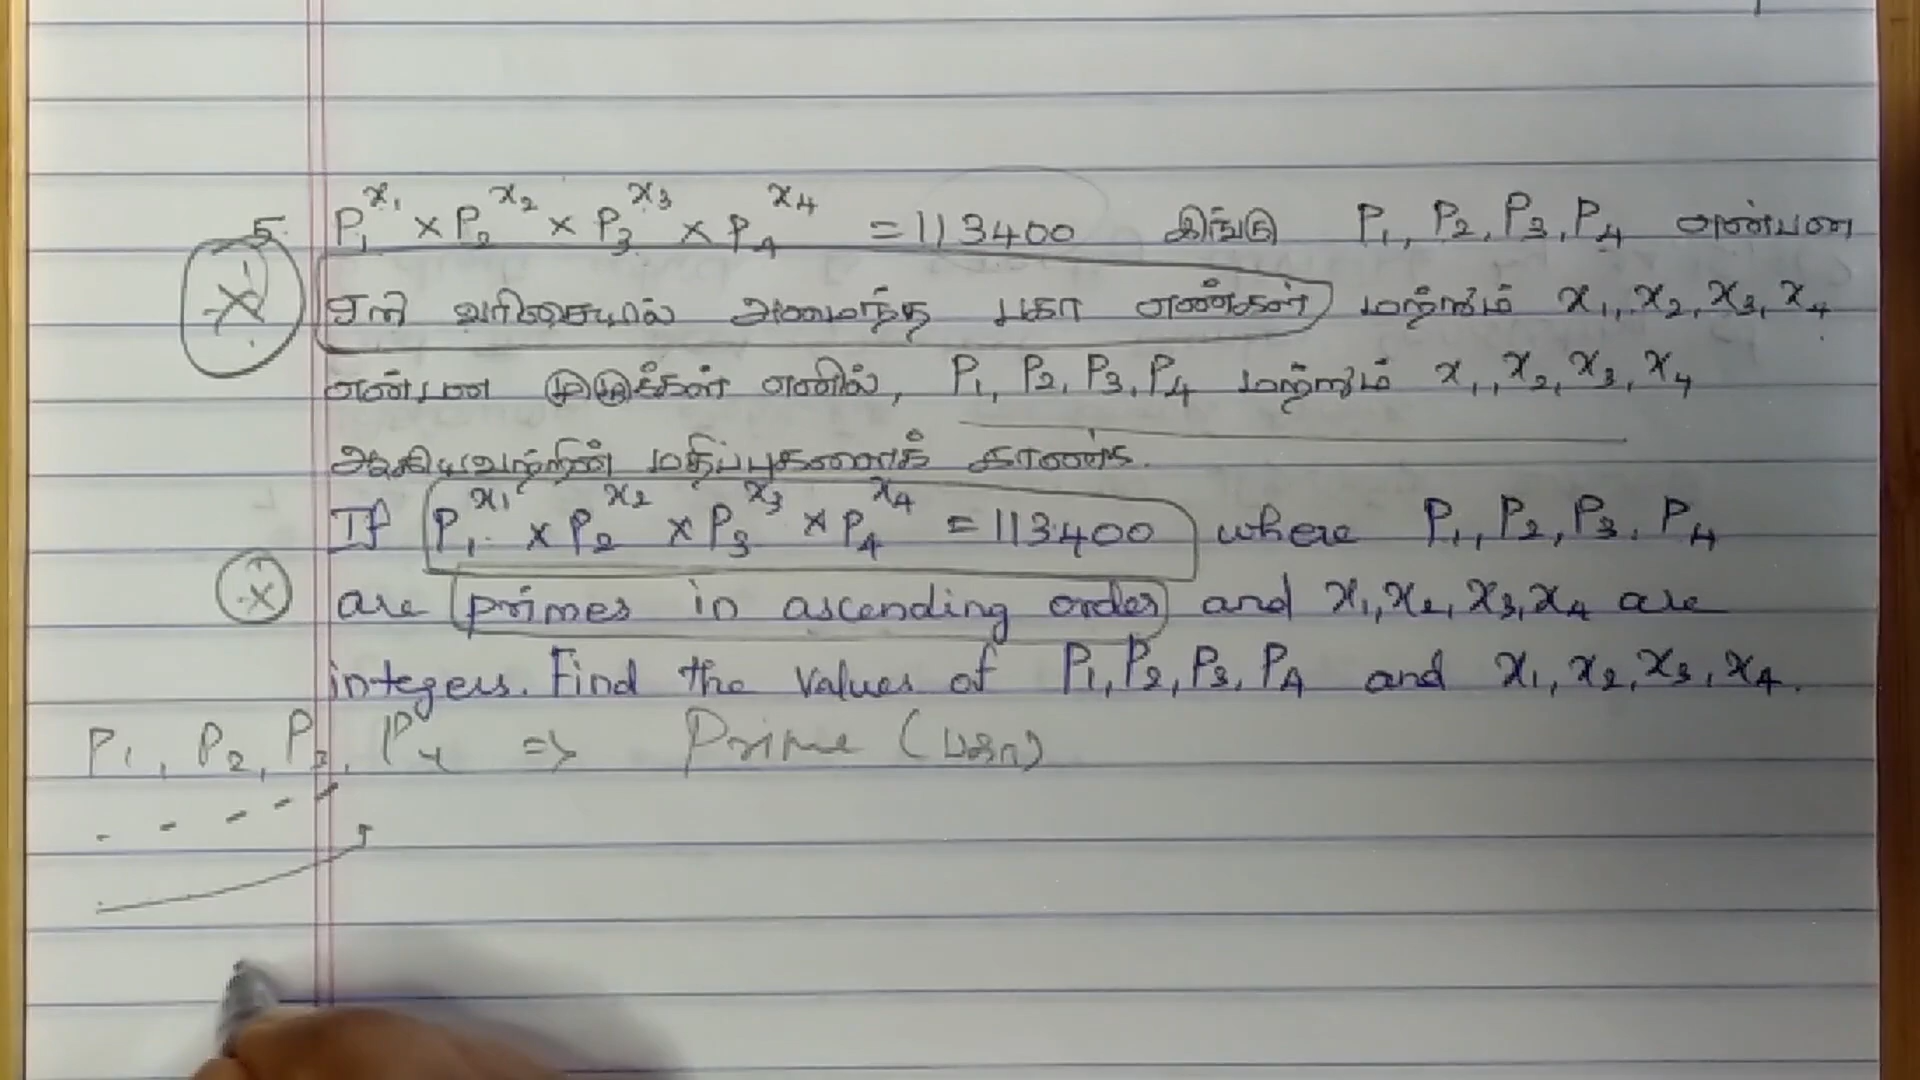 5. P₁^x₁ × P₂^x₂ × P₃^x₃ × P₄^x₄ = 113400 இங்கு P₁, P₂, P₃, P₄ என்பன
ஏறு வரிசையில் அமைந்த பகா எண்கள் மற்றும் x₁, x₂, x₃, x₄
என்பன முழுக்கள் எனில், P₁, P₂, P₃, P₄ மற்றும் x₁, x₂, x₃, x₄
ஆகியவற்றின் மதிப்புகளைக் காண்க.
If P₁^x₁ × P₂^x₂ × P₃^x₃ × P₄^x₄ = 113400 where P₁, P₂, P₃, P₄
are primes in ascending order and x₁, x₂, x₃, x₄ are
integers. Find the values of P₁, P₂, P₃, P₄ and x₁, x₂, x₃, x₄.
P₁, P₂, P₃, P₄ => Prime (பகா)